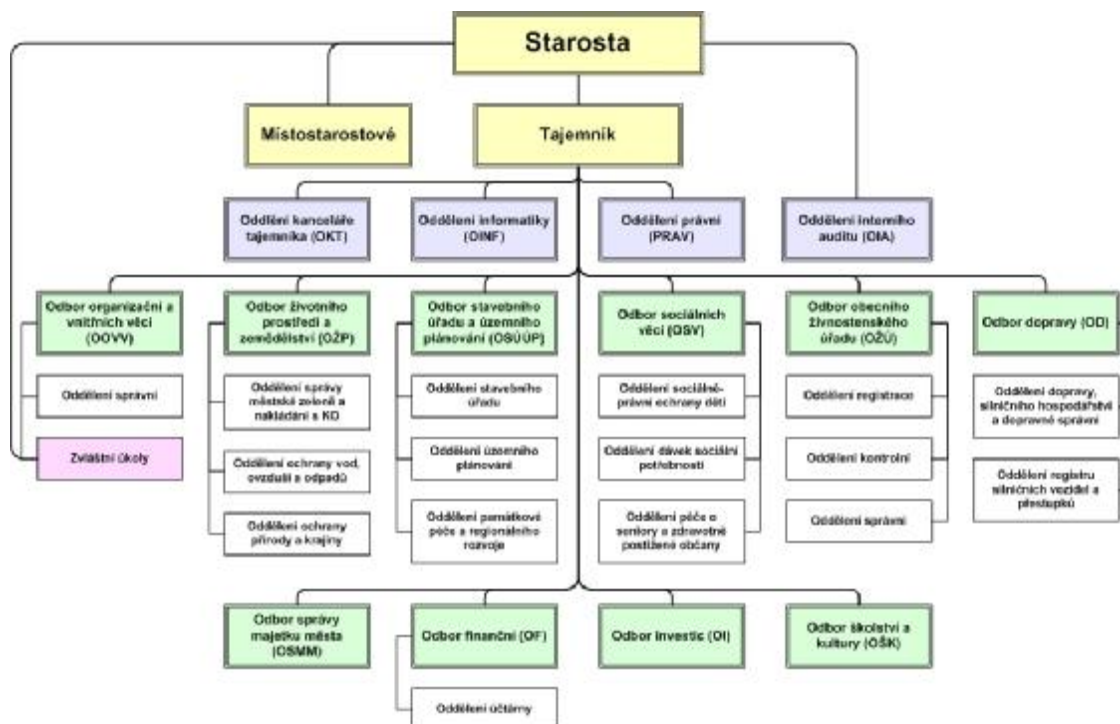 Starosta
Místostarostové
Tajemník
Oddlění kanceláře
tajemníka (OKT)
Oddělení informatiky
(OINF)
Oddělení právní
(PRAV)
Oddělení interního
auditu (OIA)
Odbor organizační a
vnitřních věcí
(OOVV)
Odbor životního
prostředí a
zemědělství (OŽP)
Odbor stavebního
úřadu a územního
plánování (OSÚÚP)
Odbor sociálních
věcí (OSV)
Odbor obecního
živnostenského
úřadu (OŽÚ)
Odbor dopravy (OD)
Oddělení správní
Oddělení správy
městské zeleně a
nakládání s KO
Oddělení stavebního
úřadu
Oddělení sociálně-
právní ochrany dětí
Oddělení registrace
Oddělení dopravy,
silničního hospodářství
a dopravně správní
Zvláštní úkoly
Oddělení ochrany vod,
ovzduší a odpadů
Oddělení územního
plánování
Oddělení dávek sociální
potřebnosti
Oddělení kontrolní
Oddělení registru
silničních vozidel a
přestupků
Oddělení ochrany
přírody a krajiny
Oddělení památkové
péče a regionálního
rozvoje
Oddělení péče o
seniory a zdravotně
postižené občany
Oddělení správní
Odbor správy
majetku města
(OSMM)
Odbor finanční (OF)
Odbor investic (OI)
Odbor školství a
kultury (OŠK)
Oddělení účtárny